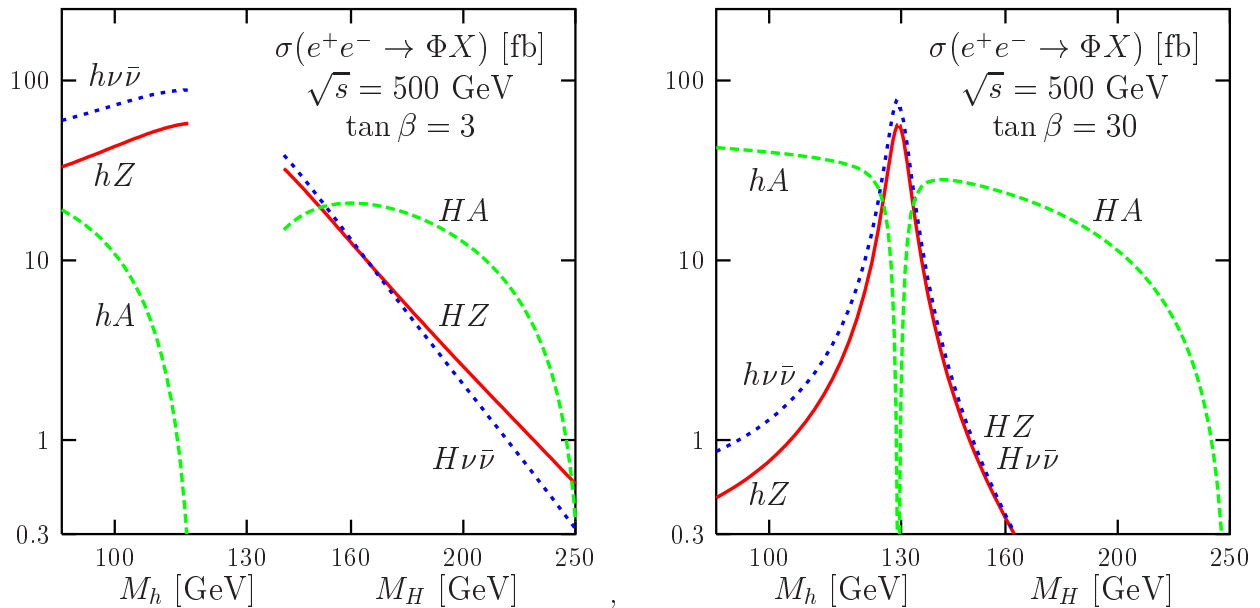 σ(e⁺e⁻ → ΦX) [fb]
√s = 500 GeV
tan β = 3
100
10
1
0.3
hνν̄
hZ
hA
HA
HZ
Hνν̄
100 130 160 200 250
M_h [GeV] M_H [GeV]
,
σ(e⁺e⁻ → ΦX) [fb]
√s = 500 GeV
tan β = 30
100
10
1
0.3
hA
HA
hνν̄
hZ
HZ
Hνν̄
100 130 160 200 250
M_h [GeV] M_H [GeV]